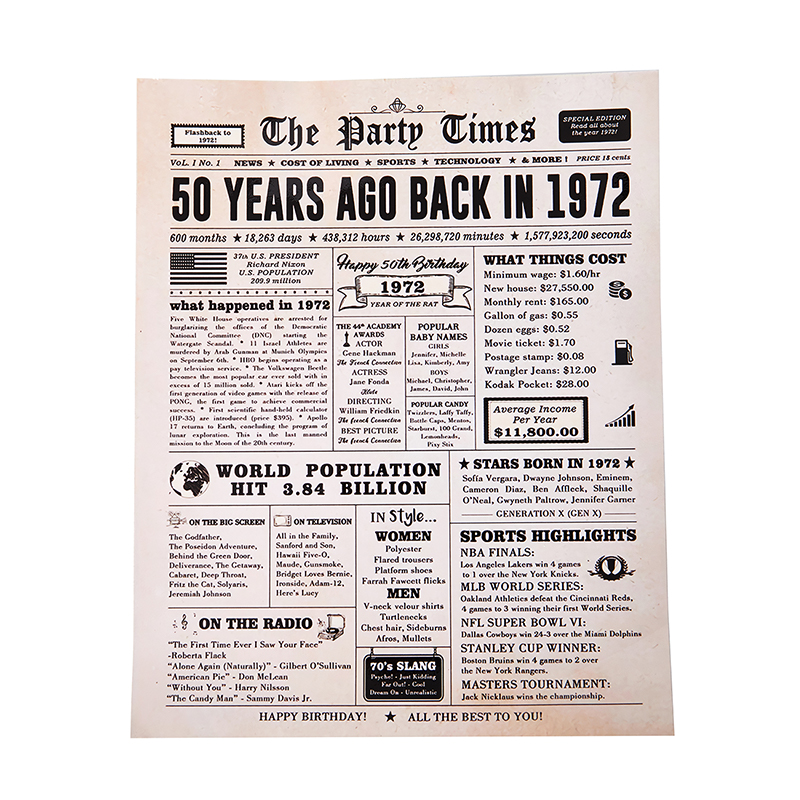 Flashback to
1972!
The Party Times
SPECIAL EDITION
Read all about
the year 1972!
VOL. 1 NO. 1 NEWS ★ COST OF LIVING ★ SPORTS ★ TECHNOLOGY ★ & MORE ! PRICE 18 cents
50 YEARS AGO BACK IN 1972
600 months ★ 18,263 days ★ 438,312 hours ★ 26,298,720 minutes ★ 1,577,923,200 seconds
37th U.S. PRESIDENT
Richard Nixon
U.S. POPULATION
209.9 million
what happened in 1972
Five White House operatives are arrested for
burglarizing the offices of the Democratic
National Committee (DNC) starting the
Watergate Scandal. * 11 Israel Athletes are
murdered by Arab Gunman at Munich Olympics
on September 6th. * HBO begins operating as a
pay television service. * The Volkswagen Beetle
becomes the most popular car ever sold with in
excess of 15 million sold. * Atari kicks off the
first generation of video games with the release of
PONG, the first game to achieve commercial
success. * First scientific hand-held calculator
(HP-35) are introduced (price $395). * Apollo
17 returns to Earth, concluding the program of
lunar exploration. This is the last manned
mission to the Moon of the 20th century.
Happy 50th Birthday
1972
YEAR OF THE RAT
THE 44th ACADEMY
AWARDS
ACTOR
Gene Hackman
The French Connection
ACTRESS
Jane Fonda
Klute
DIRECTING
William Friedkin
The French Connection
BEST PICTURE
The french Connection
POPULAR
BABY NAMES
GIRLS
Jennifer, Michelle
Lisa, Kimberly, Amy
BOYS
Michael, Christopher,
James, David, John
POPULAR CANDY
Twizzlers, Laffy Taffy,
Bottle Caps, Mentos,
Starburst, 100 Grand,
Lemonheads,
Pixy Stix
WHAT THINGS COST
Minimum wage: $1.60/hr
New house: $27,550.00
Monthly rent: $165.00
Gallon of gas: $0.55
Dozen eggs: $0.52
Movie ticket: $1.70
Postage stamp: $0.08
Wrangler Jeans: $12.00
Kodak Pocket: $28.00
Average Income
Per Year
$11,800.00
WORLD POPULATION
HIT 3.84 BILLION
★ STARS BORN IN 1972 ★
Sofía Vergara, Dwayne Johnson, Eminem,
Cameron Diaz, Ben Affleck, Shaquille
O'Neal, Gwyneth Paltrow, Jennifer Garner
GENERATION X (GEN X)
ON THE BIG SCREEN
The Godfather,
The Poseidon Adventure,
Behind the Green Door,
Deliverance, The Getaway,
Cabaret, Deep Throat,
Fritz the Cat, Solyaris,
Jeremiah Johnson
ON TELEVISION
All in the Family,
Sanford and Son,
Hawaii Five-O,
Maude, Gunsmoke,
Bridget Loves Bernie,
Ironside, Adam-12,
Here's Lucy
IN Style...
WOMEN
Polyester
Flared trousers
Platform shoes
Farrah Fawcett flicks
MEN
V-neck velour shirts
Turtlenecks
Chest hair, Sideburns
Afros, Mullets
SPORTS HIGHLIGHTS
NBA FINALS:
Los Angeles Lakers win 4 games
to 1 over the New York Knicks.
MLB WORLD SERIES:
Oakland Athletics defeat the Cincinnati Reds,
4 games to 3 winning their first World Series.
NFL SUPER BOWL VI:
Dallas Cowboys win 24-3 over the Miami Dolphins
STANLEY CUP WINNER:
Boston Bruins win 4 games to 2 over
the New York Rangers.
MASTERS TOURNAMENT:
Jack Nicklaus wins the championship.
ON THE RADIO
"The First Time Ever I Saw Your Face"
-Roberta Flack
"Alone Again (Naturally)" - Gilbert O'Sullivan
"American Pie" - Don McLean
"Without You" - Harry Nilsson
"The Candy Man" - Sammy Davis Jr.
70's SLANG
Psyche! - Just Kidding
Far Out! - Cool
Dream On - Unrealistic
HAPPY BIRTHDAY! ★ ALL THE BEST TO YOU!